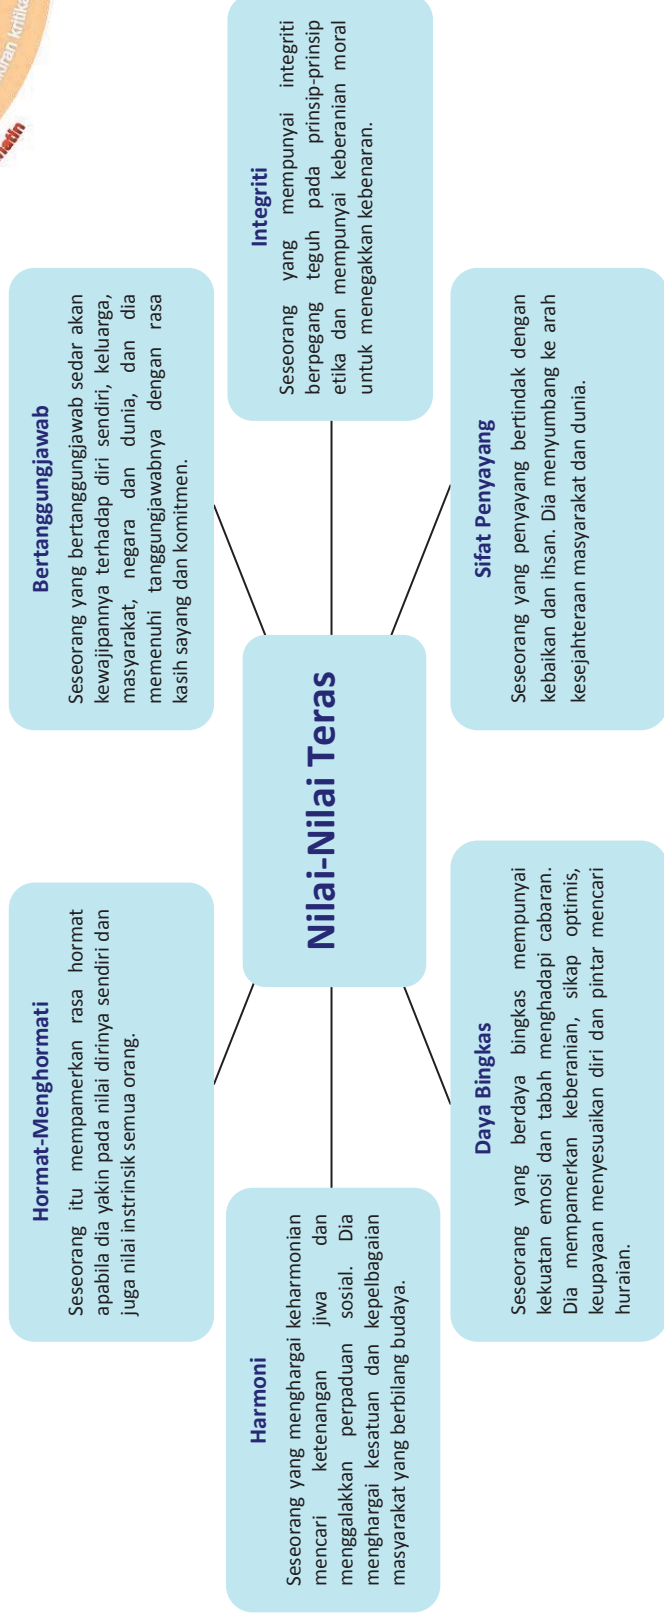 Nilai-Nilai Teras
Hormat-Menghormati
Seseorang itu mempamerkan rasa hormat
apabila dia yakin pada nilai dirinya sendiri dan
juga nilai instrinsik semua orang.
Bertanggungjawab
Seseorang yang bertanggungjawab sedar akan
kewajipannya terhadap diri sendiri, keluarga,
masyarakat, negara dan dunia, dan dia
memenuhi tanggungjawabnya dengan rasa
kasih sayang dan komitmen.
Harmoni
Seseorang yang menghargai keharmonian
mencari ketenangan jiwa dan
menggalakkan perpaduan sosial. Dia
menghargai kesatuan dan kepelbagaian
masyarakat yang berbilang budaya.
Integriti
Seseorang yang mempunyai integriti
berpegang teguh pada prinsip-prinsip
etika dan mempunyai keberanian moral
untuk menegakkan kebenaran.
Daya Bingkas
Seseorang yang berdaya bingkas mempunyai
kekuatan emosi dan tabah menghadapi cabaran.
Dia mempamerkan keberanian, sikap optimis,
keupayaan menyesuaikan diri dan pintar mencari
huraian.
Sifat Penyayang
Seseorang yang penyayang bertindak dengan
kebaikan dan ihsan. Dia menyumbang ke arah
kesejahteraan masyarakat dan dunia.